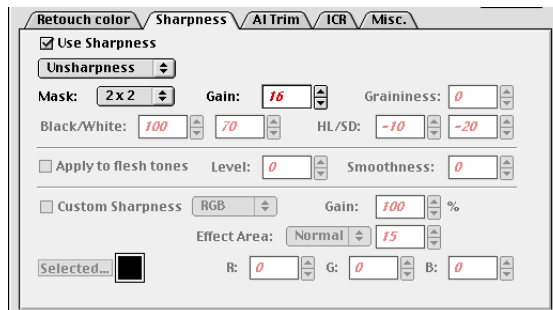 Retouch color Sharpness AI Trim ICR Misc.
Use Sharpness
Unsharpness
Mask: 2x2 Gain: 16 Graininess: 0
Black/White: 100 70 HL/SD: -10 -20
Apply to flesh tones Level: 0 Smoothness: 0
Custom Sharpness RGB Gain: 100 %
Effect Area: Normal 15
Selected... R: 0 G: 0 B: 0